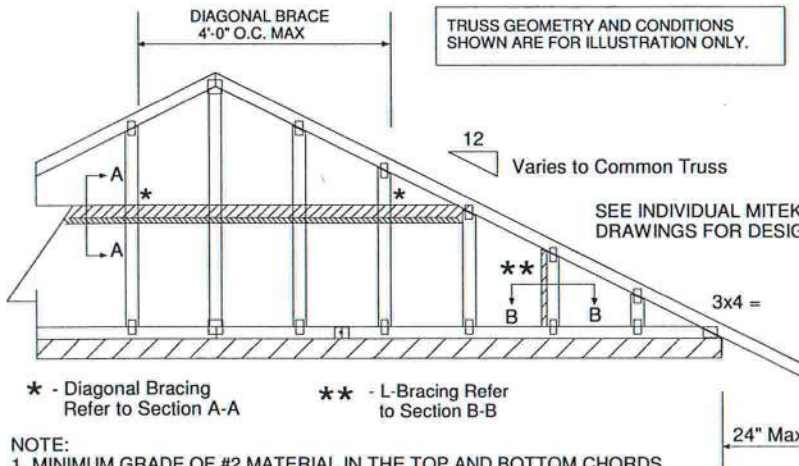 DIAGONAL BRACE
4'-0" O.C. MAX
TRUSS GEOMETRY AND CONDITIONS
SHOWN ARE FOR ILLUSTRATION ONLY.
12
Varies to Common Truss
A
*
*
SEE INDIVIDUAL MITEK
DRAWINGS FOR DESIG
A
**
B
B
3x4 =
* - Diagonal Bracing
Refer to Section A-A
** - L-Bracing Refer
to Section B-B
24" Max
NOTE:
1. MINIMUM GRADE OF #2 MATERIAL IN THE TOP AND BOTTOM CHORDS